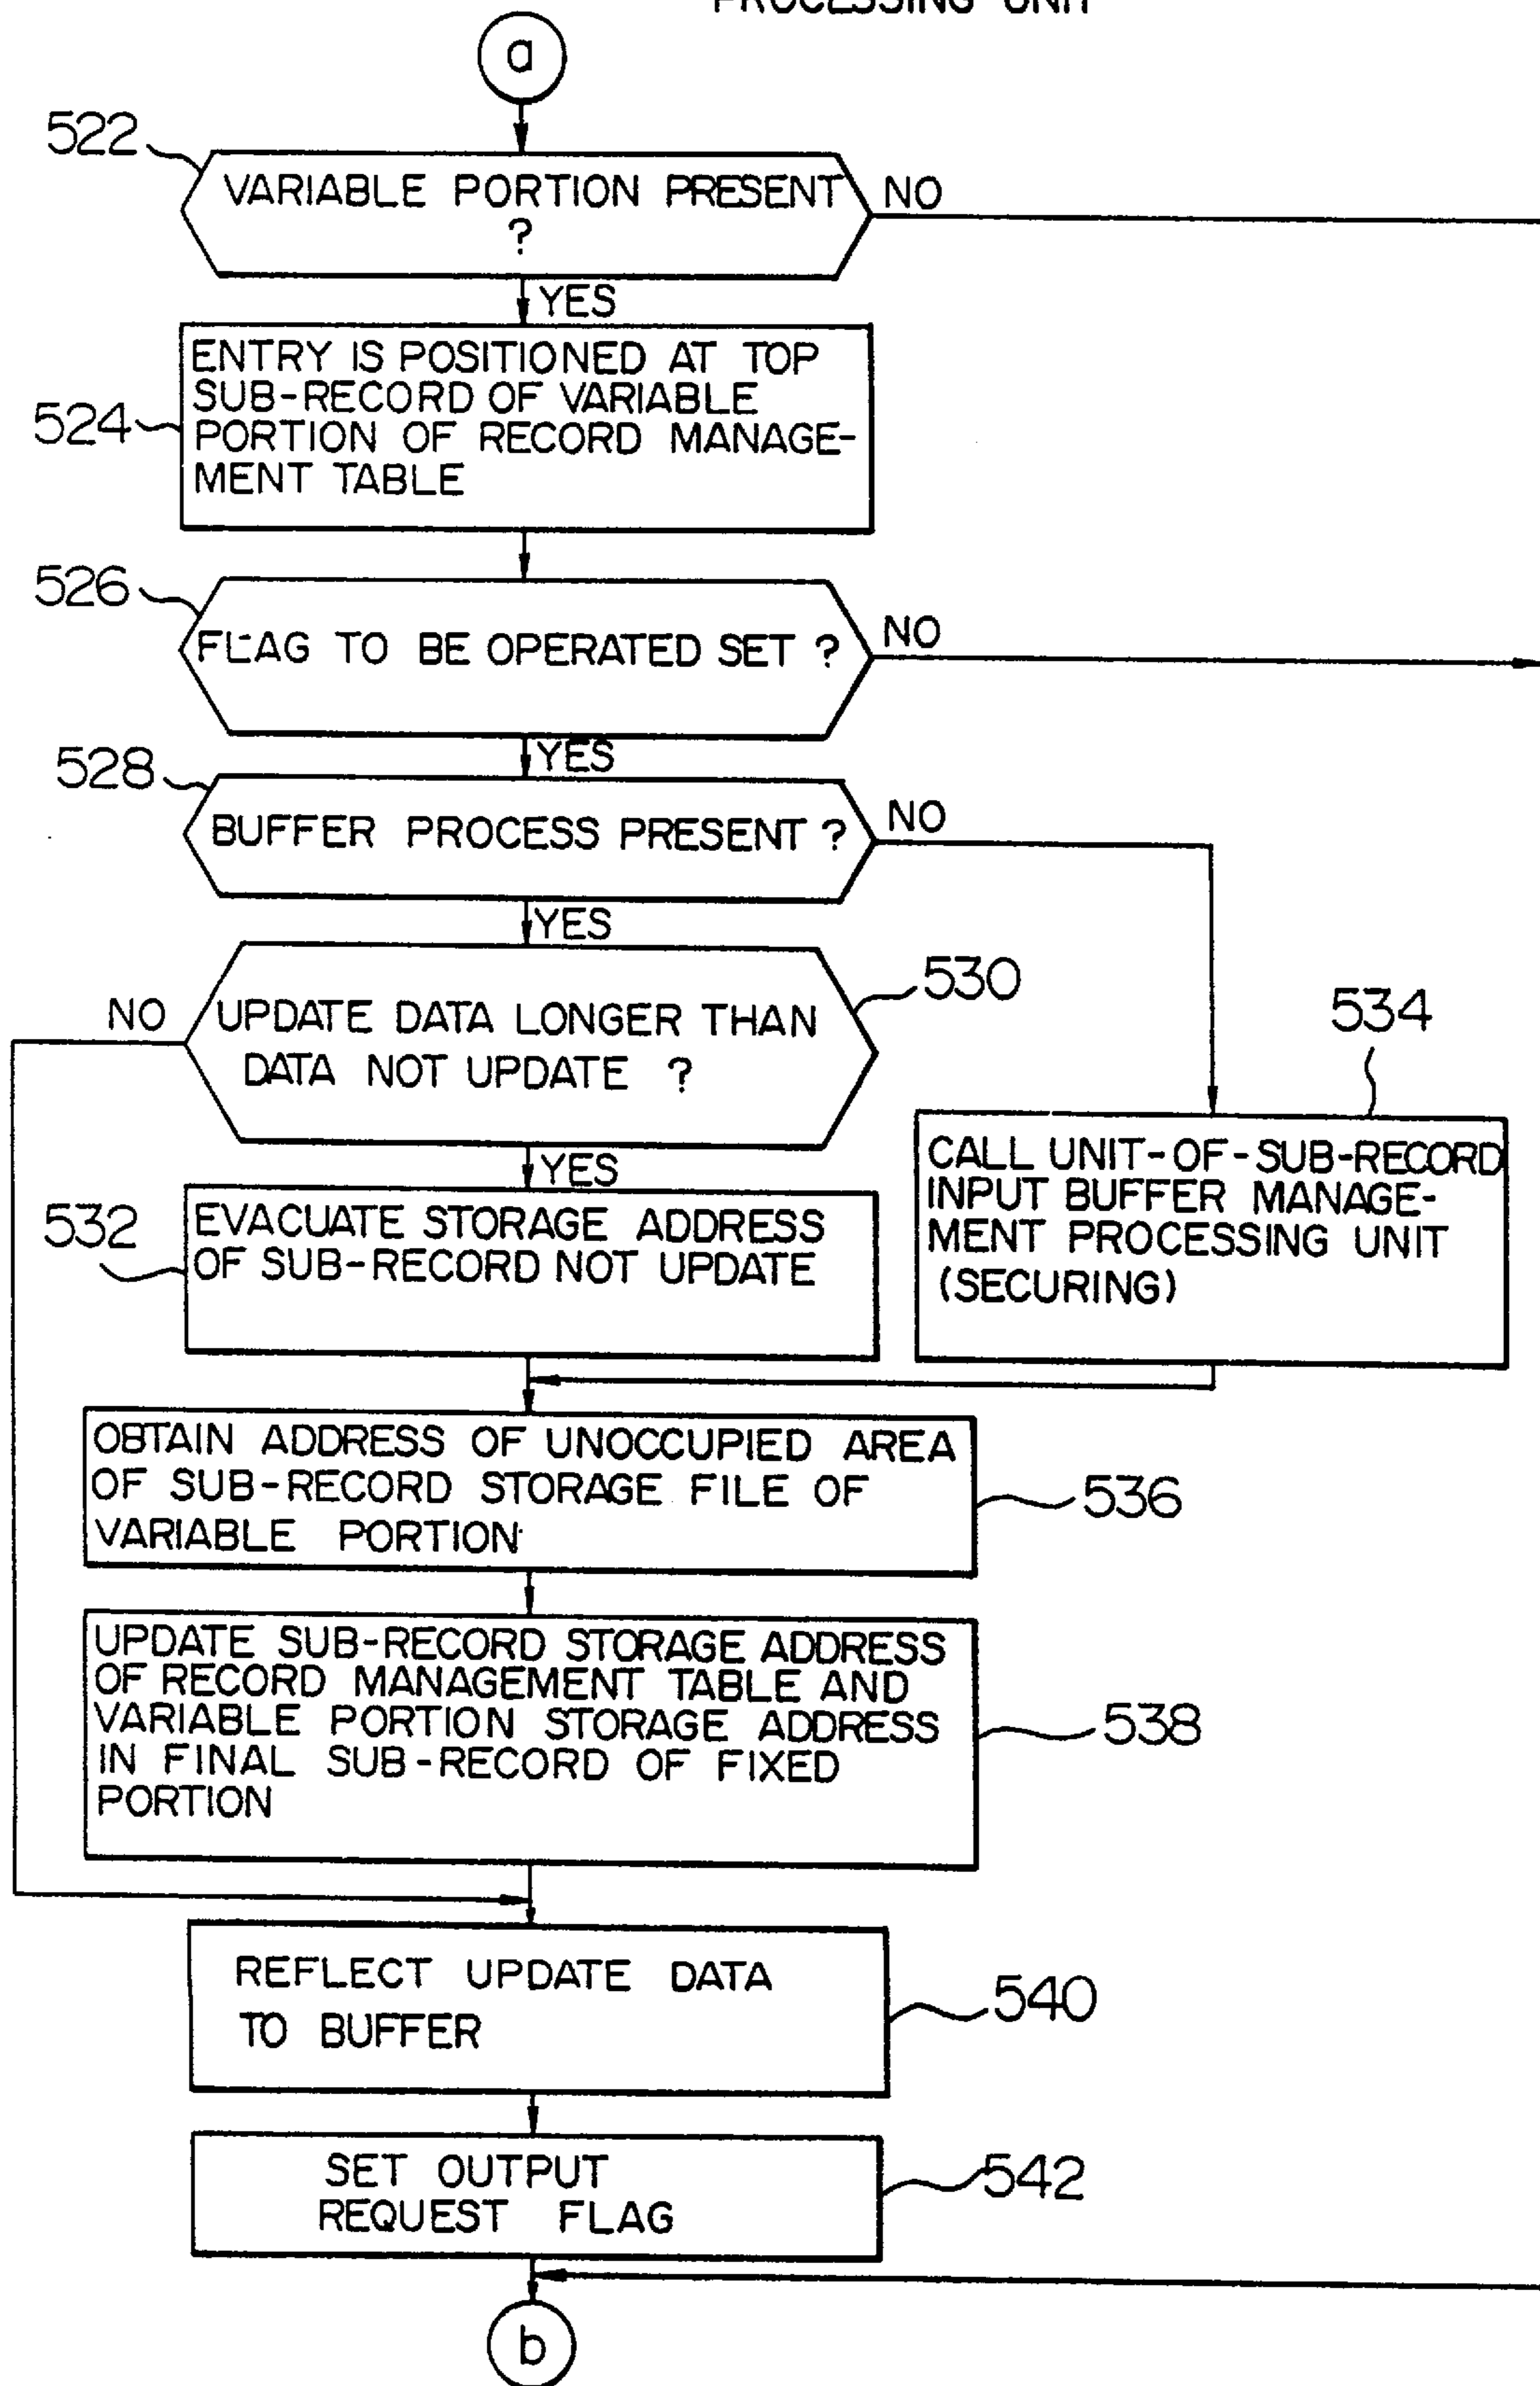 PROCESSING UNIT
a
522
VARIABLE PORTION PRESENT
?
NO
YES
524
ENTRY IS POSITIONED AT TOP
SUB-RECORD OF VARIABLE
PORTION OF RECORD MANAGE-
MENT TABLE
526
FLAG TO BE OPERATED SET ?
NO
YES
528
BUFFER PROCESS PRESENT ?
NO
YES
530
NO
UPDATE DATA LONGER THAN
DATA NOT UPDATE ?
YES
532
EVACUATE STORAGE ADDRESS
OF SUB-RECORD NOT UPDATE
534
CALL UNIT-OF-SUB-RECORD
INPUT BUFFER MANAGE-
MENT PROCESSING UNIT
(SECURING)
OBTAIN ADDRESS OF UNOCCUPIED AREA
OF SUB-RECORD STORAGE FILE OF
VARIABLE PORTION
536
UPDATE SUB-RECORD STORAGE ADDRESS
OF RECORD MANAGEMENT TABLE AND
VARIABLE PORTION STORAGE ADDRESS
IN FINAL SUB-RECORD OF FIXED
PORTION
538
REFLECT UPDATE DATA
TO BUFFER
540
SET OUTPUT
REQUEST FLAG
542
b